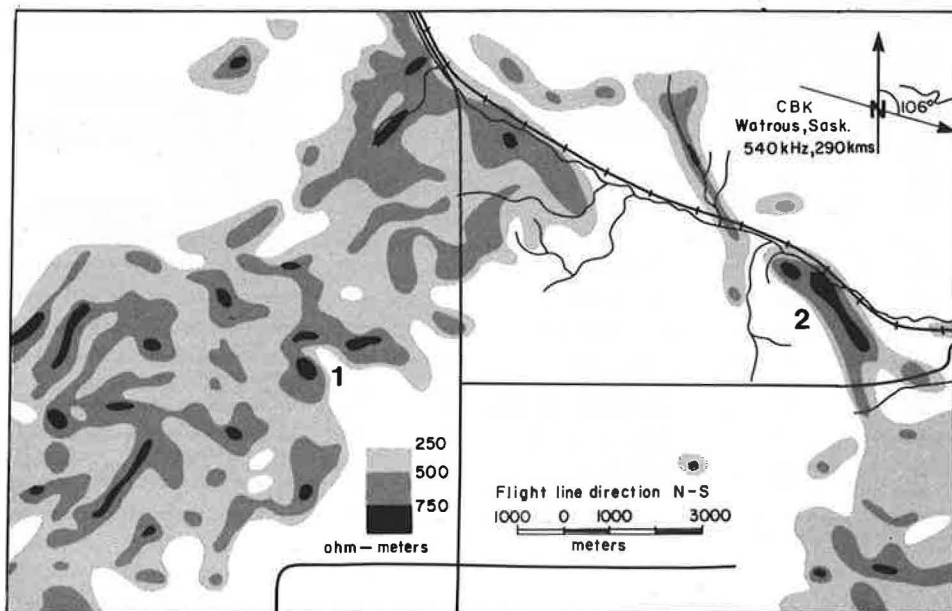 CBK
Watrous, Sask.
540 kHz, 290 kms
N
106°
1
2
250
500
750
ohm — meters
Flight line direction N-S
1000 0 1000 3000
meters